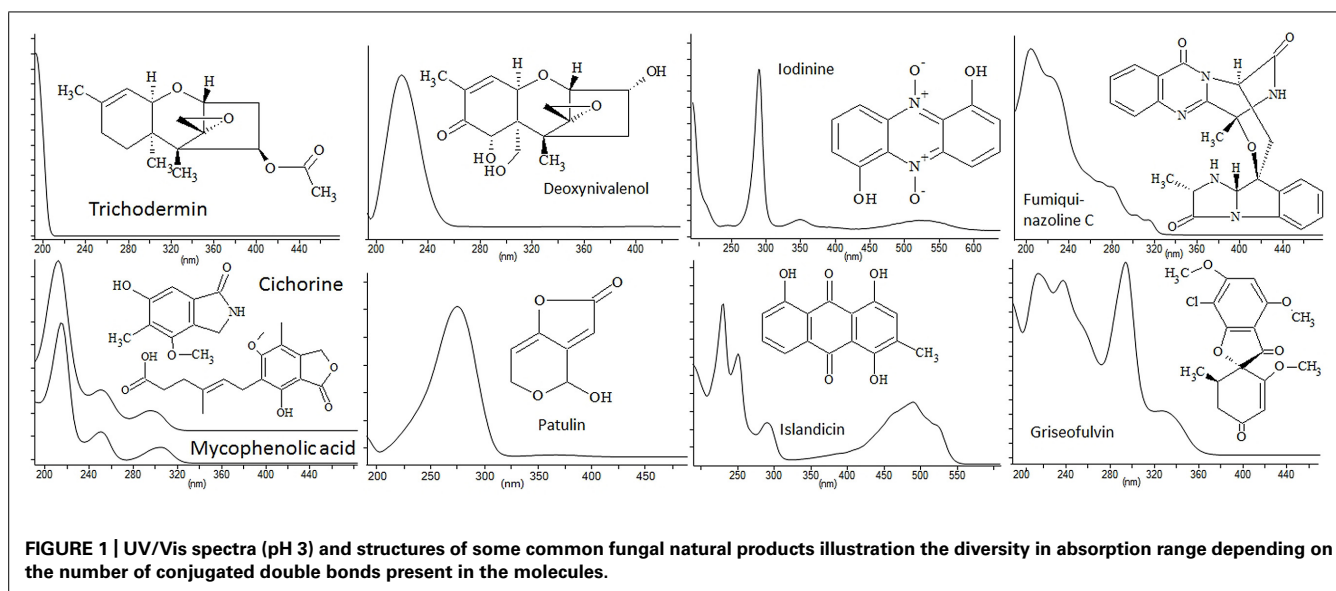 Trichodermin
H
O
H
H₃C
O
CH₃
CH₃
O
O
CH₃
200 240 280 320 360 400 440
(nm)
Deoxynivalenol
H₃C
H
O
H
OH
O
O
HO
HO
CH₃
200 240 280 320 360 400
(nm)
Iodinine
O⁻
OH
N⁺
N⁺
OH
O⁻
200 250 300 350 400 450 500 550 600
(nm)
Fumiqui-
nazoline C
O
O
H
N
NH
N
H₃C
O
H
H
CH₃
N
O
N
200 240 280 320 360 400 440
(nm)
Cichorine
O
HO
NH
H₃C
O
CH₃
OH
O
O
O
OH
O
Mycophenolic acid
200 240 280 320 360 400 440
(nm)
O
O
O
OH
Patulin
200 250 300 350 400 450
(nm)
OH
O
OH
CH₃
O
OH
Islandicin
200 250 300 350 400 450 500 550
(nm)
H₃C
O
Cl
O
CH₃
O
O
H₃C
O
CH₃
O
Griseofulvin
200 240 280 320 360 400 440
(nm)
FIGURE 1 | UV/Vis spectra (pH 3) and structures of some common fungal natural products illustration the diversity in absorption range depending on
the number of conjugated double bonds present in the molecules.